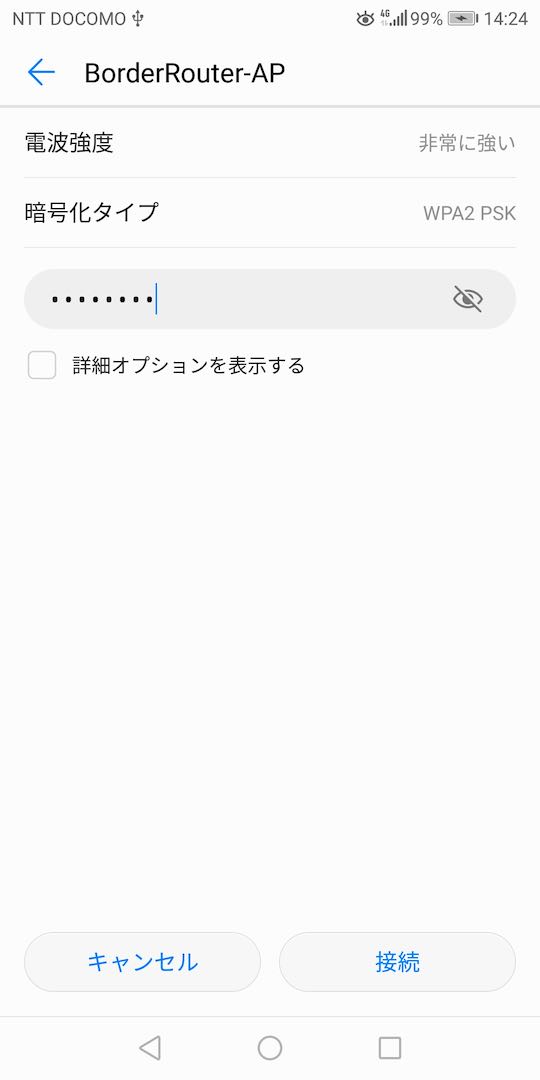 NTT DOCOMO 4G 99% 14:24
BorderRouter-AP
電波強度 非常に強い
暗号化タイプ WPA2 PSK
••••••••
詳細オプションを表示する
キャンセル 接続